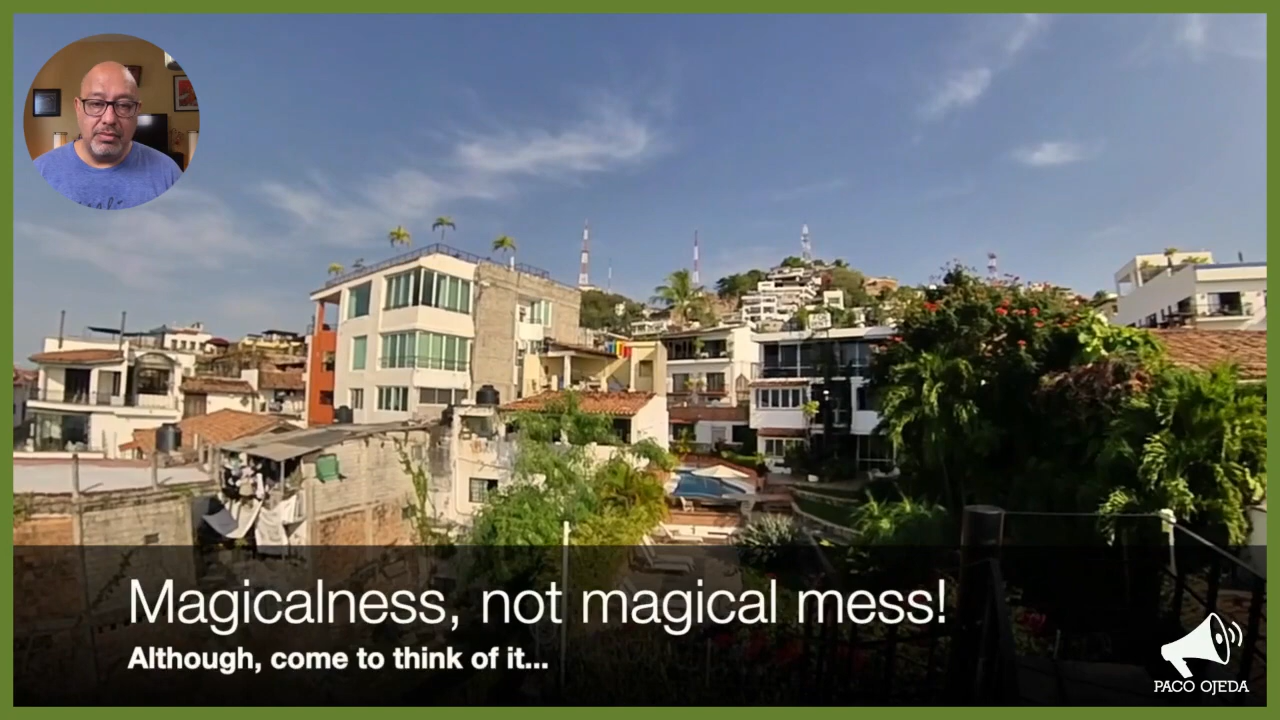 Magicalness, not magical mess!
Although, come to think of it...
PACO OJEDA